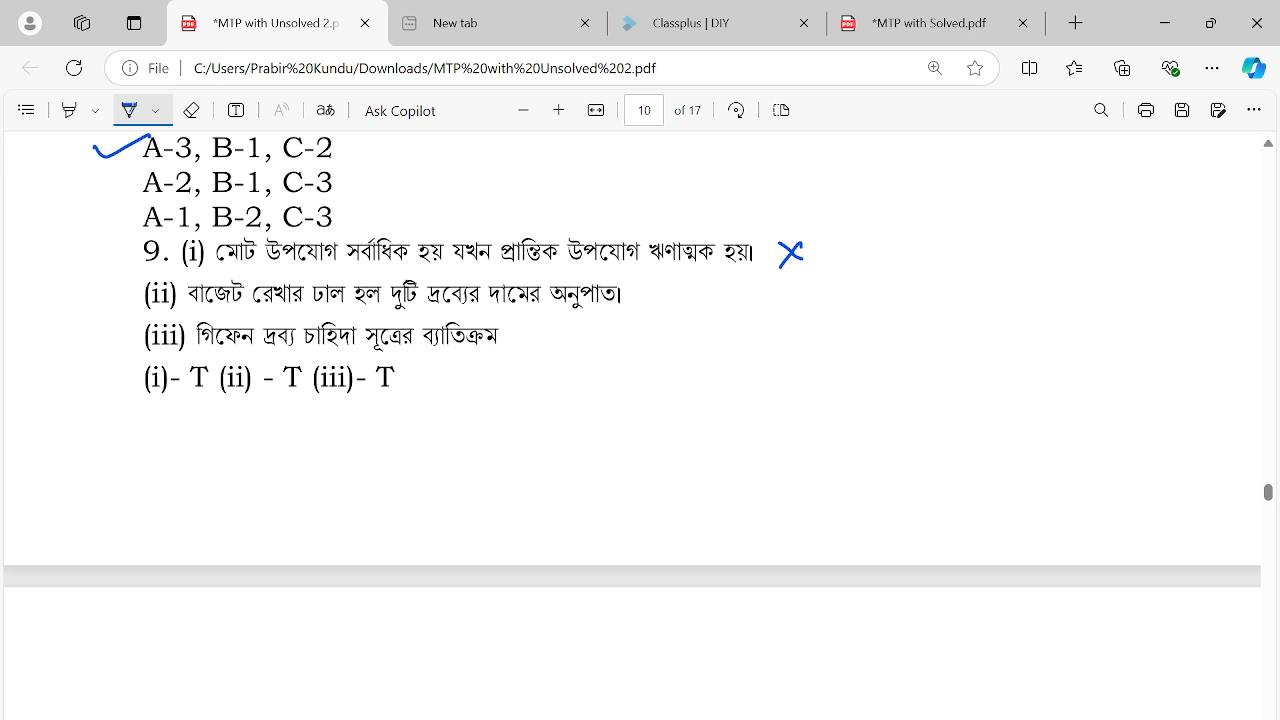 *MTP with Unsolved 2.p
New tab
Classplus | DIY
*MTP with Solved.pdf
File
C:/Users/Prabir%20Kundu/Downloads/MTP%20with%20Unsolved%202.pdf
Ask Copilot
10 of 17
A-3, B-1, C-2
A-2, B-1, C-3
A-1, B-2, C-3
9. (i) মোট উপযোগ সর্বাধিক হয় যখন প্রান্তিক উপযোগ ঋণাত্মক হয়।
(ii) বাজেট রেখার ঢাল হল দুটি দ্রব্যের দামের অনুপাত।
(iii) গিফেন দ্রব্য চাহিদা সূত্রের ব্যাতিক্রম
(i)- T (ii) - T (iii)- T